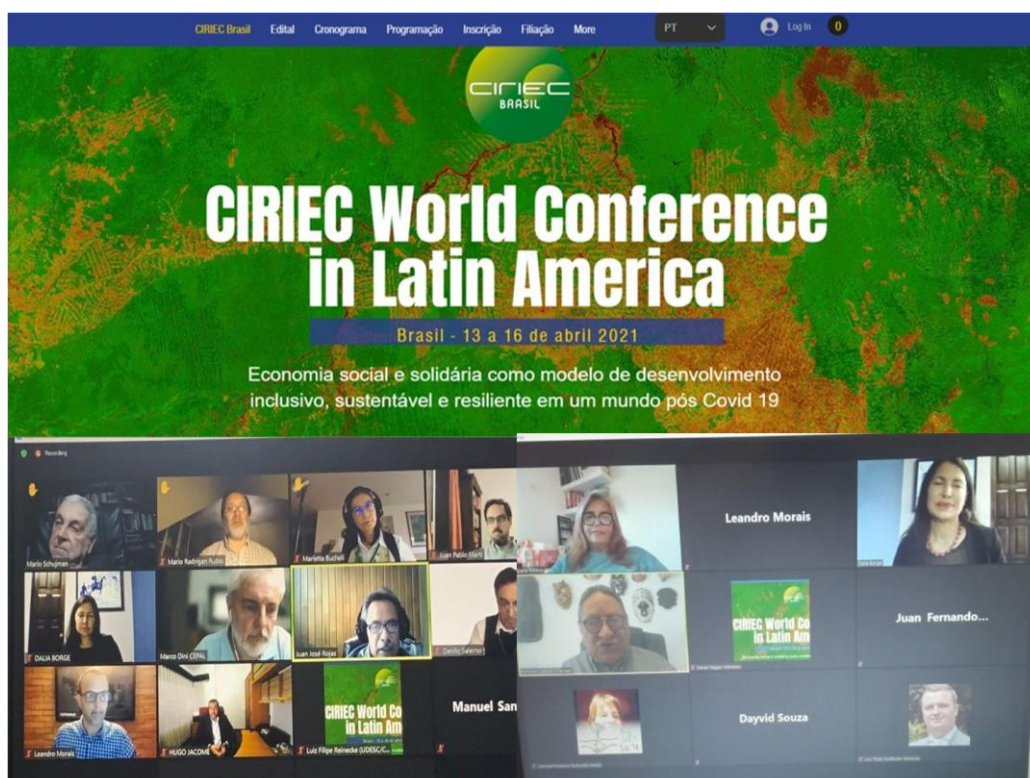 CIRIEC Brasil Edital Cronograma Programação Inscrição Filiação More PT Log In 0
CIRIEC
BRASIL
CIRIEC World Conference
in Latin America
Brasil - 13 a 16 de abril 2021
Economia social e solidária como modelo de desenvolvimento
inclusivo, sustentável e resiliente em um mundo pós Covid 19
Recording
Mario Schujman
Mario Radrigan Rubio
Marietta Bucheli
Juan Pablo Martí
DALIA BORGE
Marco Dini CEPAL
Juan José Rojas
Danilo Salerno
Leandro Morais
HUGO JACOME
CIRIEC World Co
in Latin Am
Luiz Filipe Reinecke (UDESC/C...
Manuel San
Leandro Morais
CIRIEC World Co
in Latin Am
Juan Fernando...
Dayvid Souza